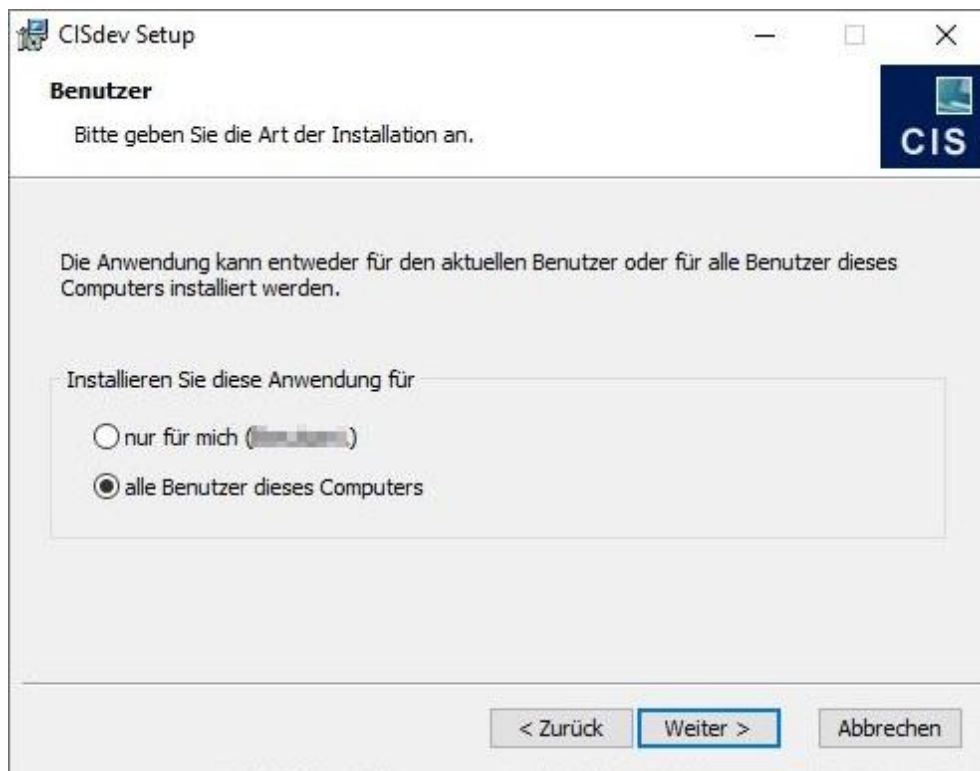 CISdev Setup
Benutzer
Bitte geben Sie die Art der Installation an.
CIS
Die Anwendung kann entweder für den aktuellen Benutzer oder für alle Benutzer dieses
Computers installiert werden.
Installieren Sie diese Anwendung für
nur für mich ( )
alle Benutzer dieses Computers
< Zurück
Weiter >
Abbrechen